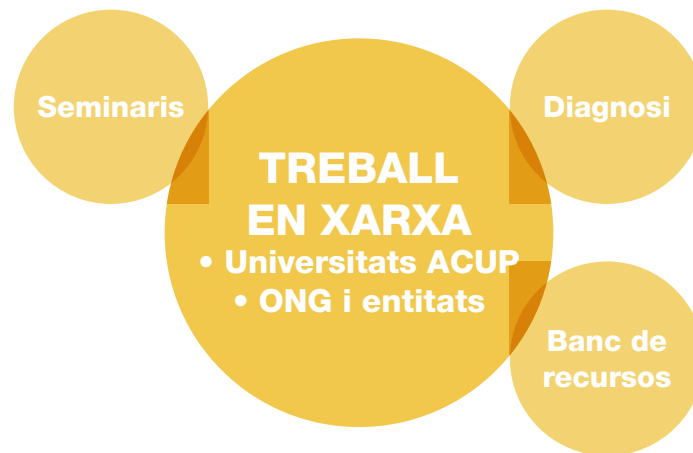 Seminaris
Diagnosi
TREBALL
EN XARXA
• Universitats ACUP
• ONG i entitats
Banc de
recursos